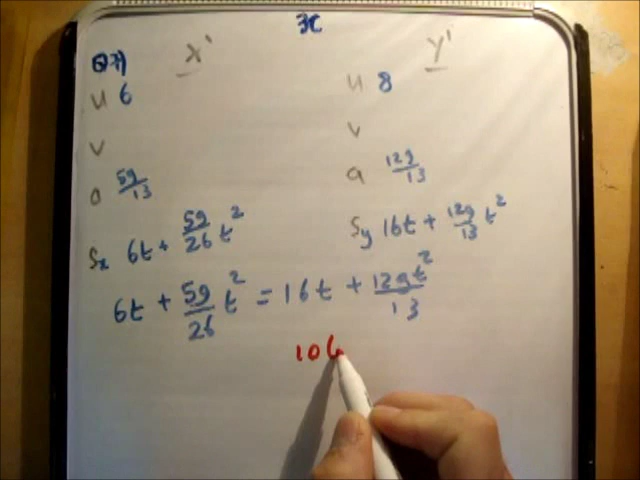 3C
Q7) X' Y'
U 6 U 8
V V
a 5g/13 a 12g/13
Sx 6t + 5g/26 t² Sy 16t + 12g/13 t²
6t + 5g/26 t² = 16t + 12gt²/13
10